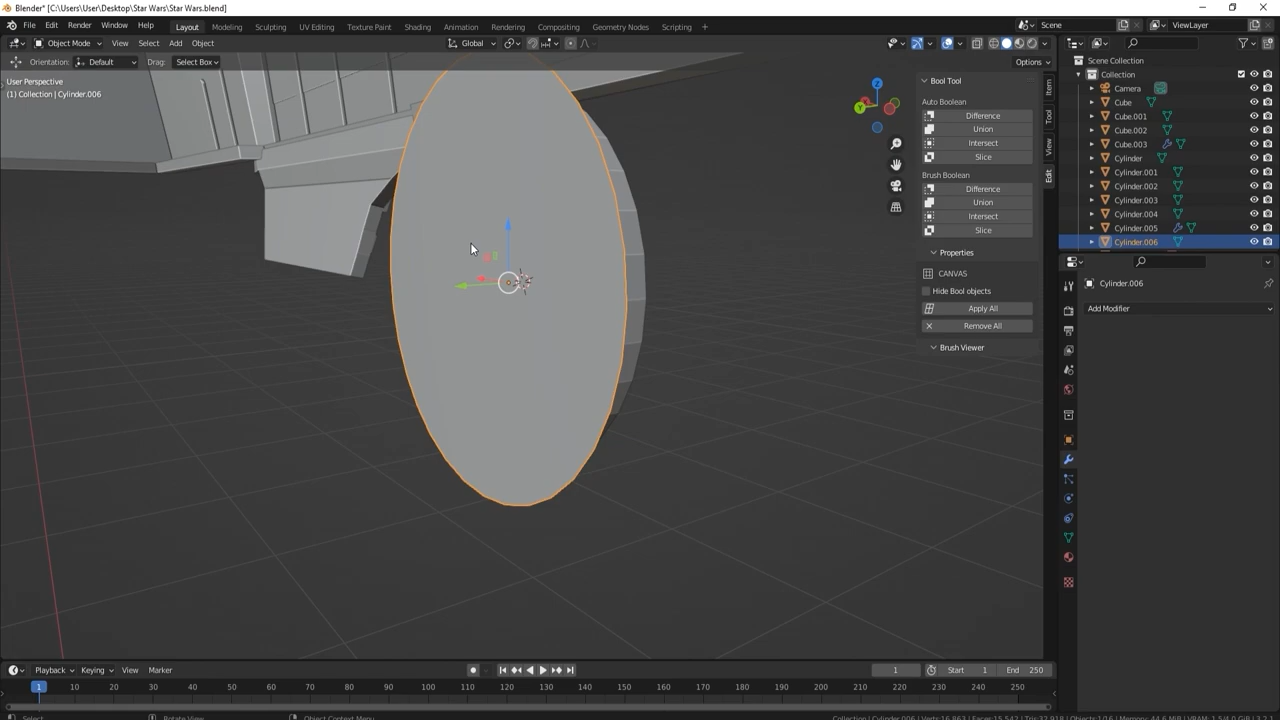 Blender* [C:\Users\User\Desktop\Star Wars\Star Wars.blend]
File Edit Render Window Help Layout Modeling Sculpting UV Editing Texture Paint Shading Animation Rendering Compositing Geometry Nodes Scripting + Scene ViewLayer
Object Mode View Select Add Object Global
Orientation: Default Drag: Select Box Options
User Perspective
(1) Collection | Cylinder.006
Z
Y
Bool Tool
Auto Boolean
Difference
Union
Intersect
Slice
Brush Boolean
Difference
Union
Intersect
Slice
Properties
CANVAS
Hide Bool objects
Apply All
Remove All
Brush Viewer
Item
Tool
View
Edit
Scene Collection
Collection
Camera
Cube
Cube.001
Cube.002
Cube.003
Cylinder
Cylinder.001
Cylinder.002
Cylinder.003
Cylinder.004
Cylinder.005
Cylinder.006
Cylinder.006
Add Modifier
Playback Keying View Marker 1 Start 1 End 250
1 10 20 30 40 50 60 70 80 90 100 110 120 130 140 150 160 170 180 190 200 210 220 230 240 250
Select Rotate View Object Context Menu